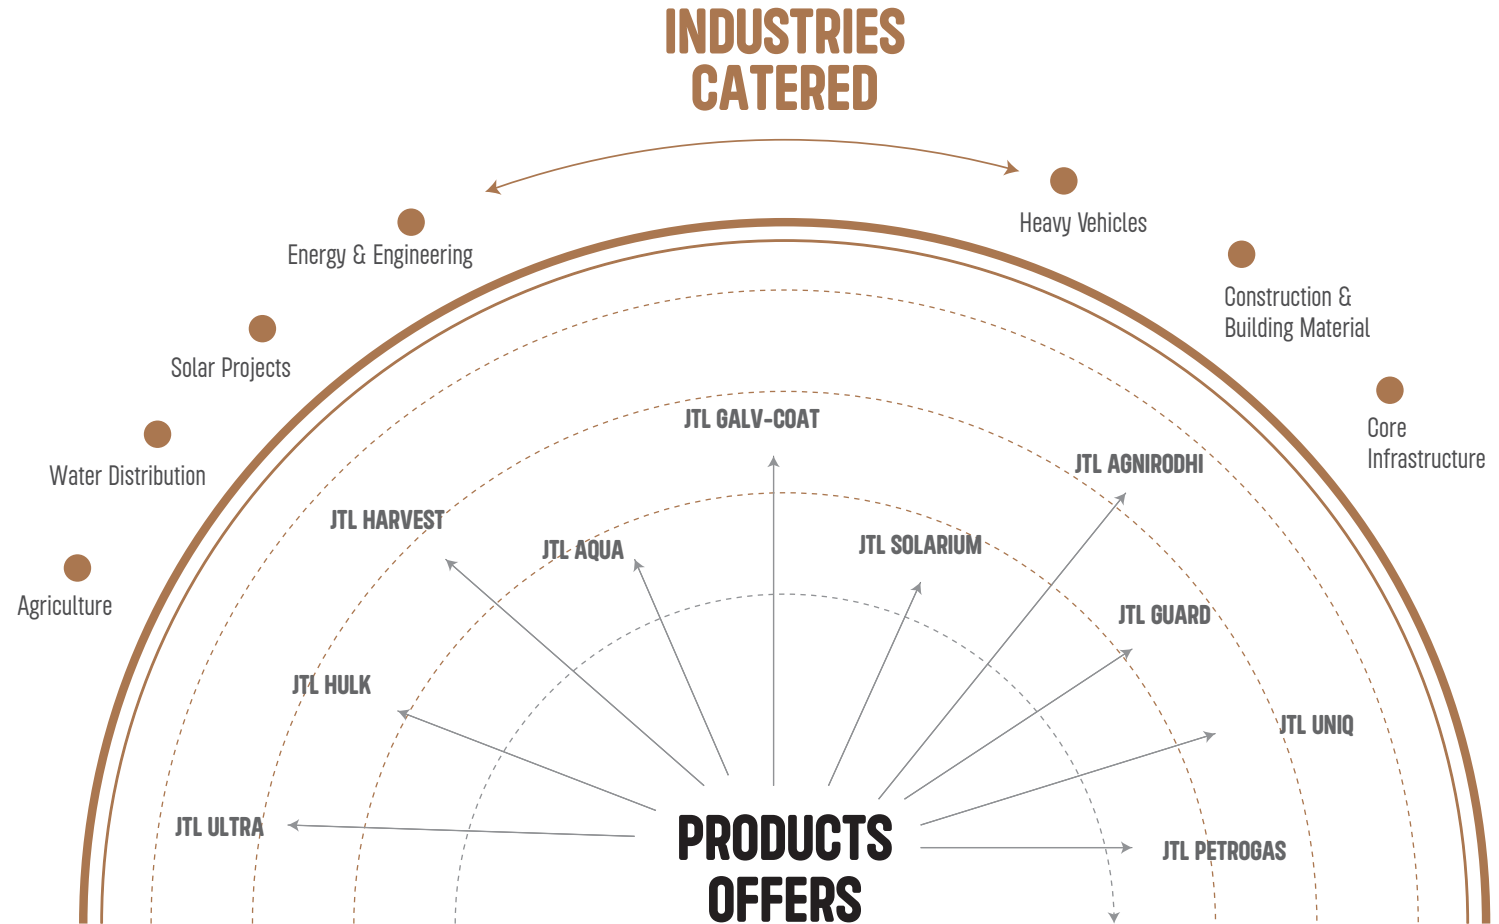 INDUSTRIES
CATERED
Heavy Vehicles
Energy & Engineering
Construction &
Building Material
Solar Projects
Core
Infrastructure
Water Distribution
Agriculture
JTL GALV-COAT
JTL AGNIRODHI
JTL HARVEST
JTL AQUA
JTL SOLARIUM
JTL GUARD
JTL HULK
JTL UNIQ
JTL ULTRA
JTL PETROGAS
PRODUCTS
OFFERS